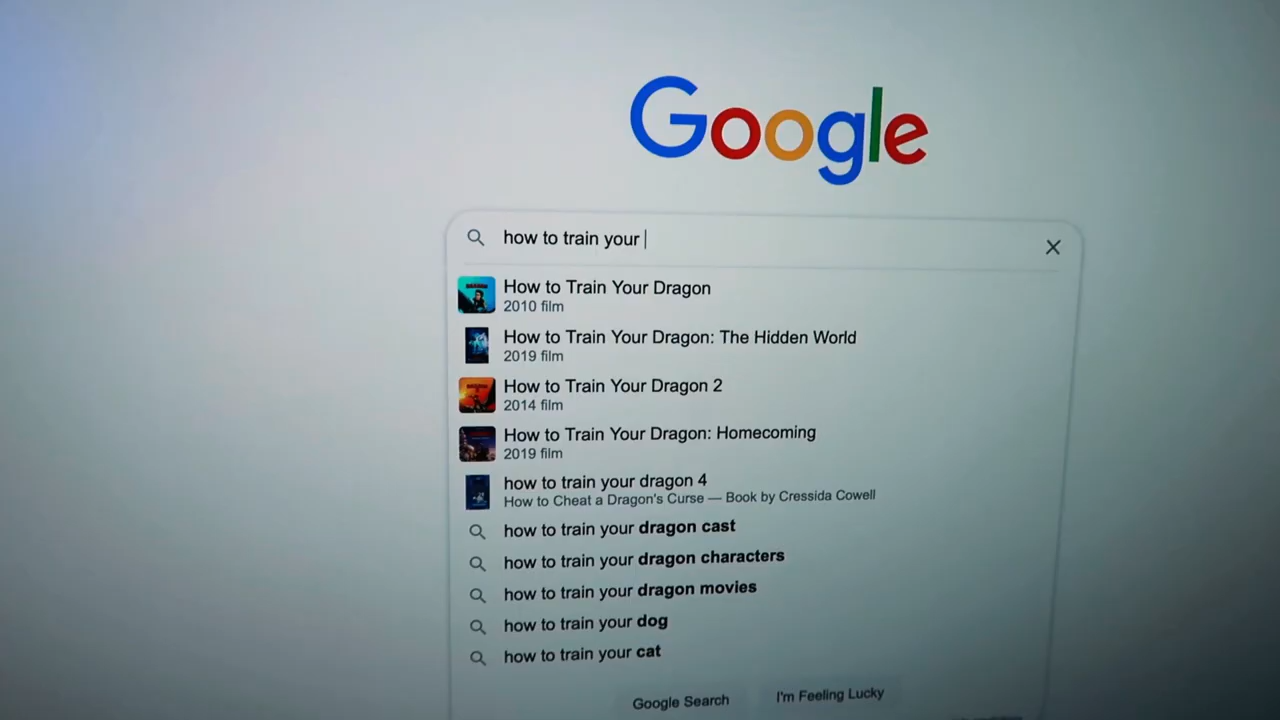 Google
how to train your
How to Train Your Dragon
2010 film
How to Train Your Dragon: The Hidden World
2019 film
How to Train Your Dragon 2
2014 film
How to Train Your Dragon: Homecoming
2019 film
how to train your dragon 4
How to Cheat a Dragon's Curse — Book by Cressida Cowell
how to train your dragon cast
how to train your dragon characters
how to train your dragon movies
how to train your dog
how to train your cat
Google Search
I'm Feeling Lucky